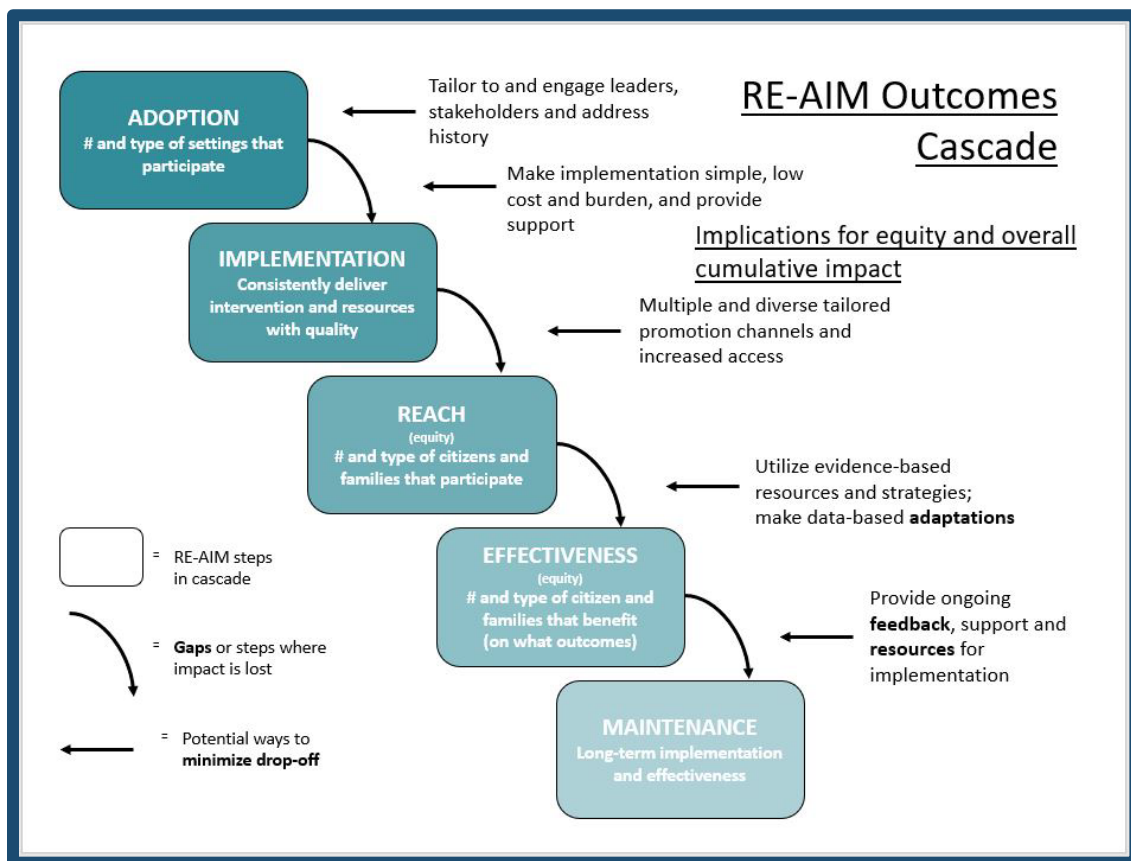 RE-AIM Outcomes
Cascade
Implications for equity and overall
cumulative impact
ADOPTION
# and type of settings that
participate
Tailor to and engage leaders,
stakeholders and address
history
Make implementation simple, low
cost and burden, and provide
support
IMPLEMENTATION
Consistently deliver
intervention and resources
with quality
Multiple and diverse tailored
promotion channels and
increased access
REACH
(equity)
# and type of citizens and
families that participate
Utilize evidence-based
resources and strategies;
make data-based adaptations
EFFECTIVENESS
(equity)
# and type of citizen and
families that benefit
(on what outcomes)
Provide ongoing
feedback, support and
resources for
implementation
MAINTENANCE
Long-term implementation
and effectiveness
= RE-AIM steps
in cascade
= Gaps or steps where
impact is lost
= Potential ways to
minimize drop-off